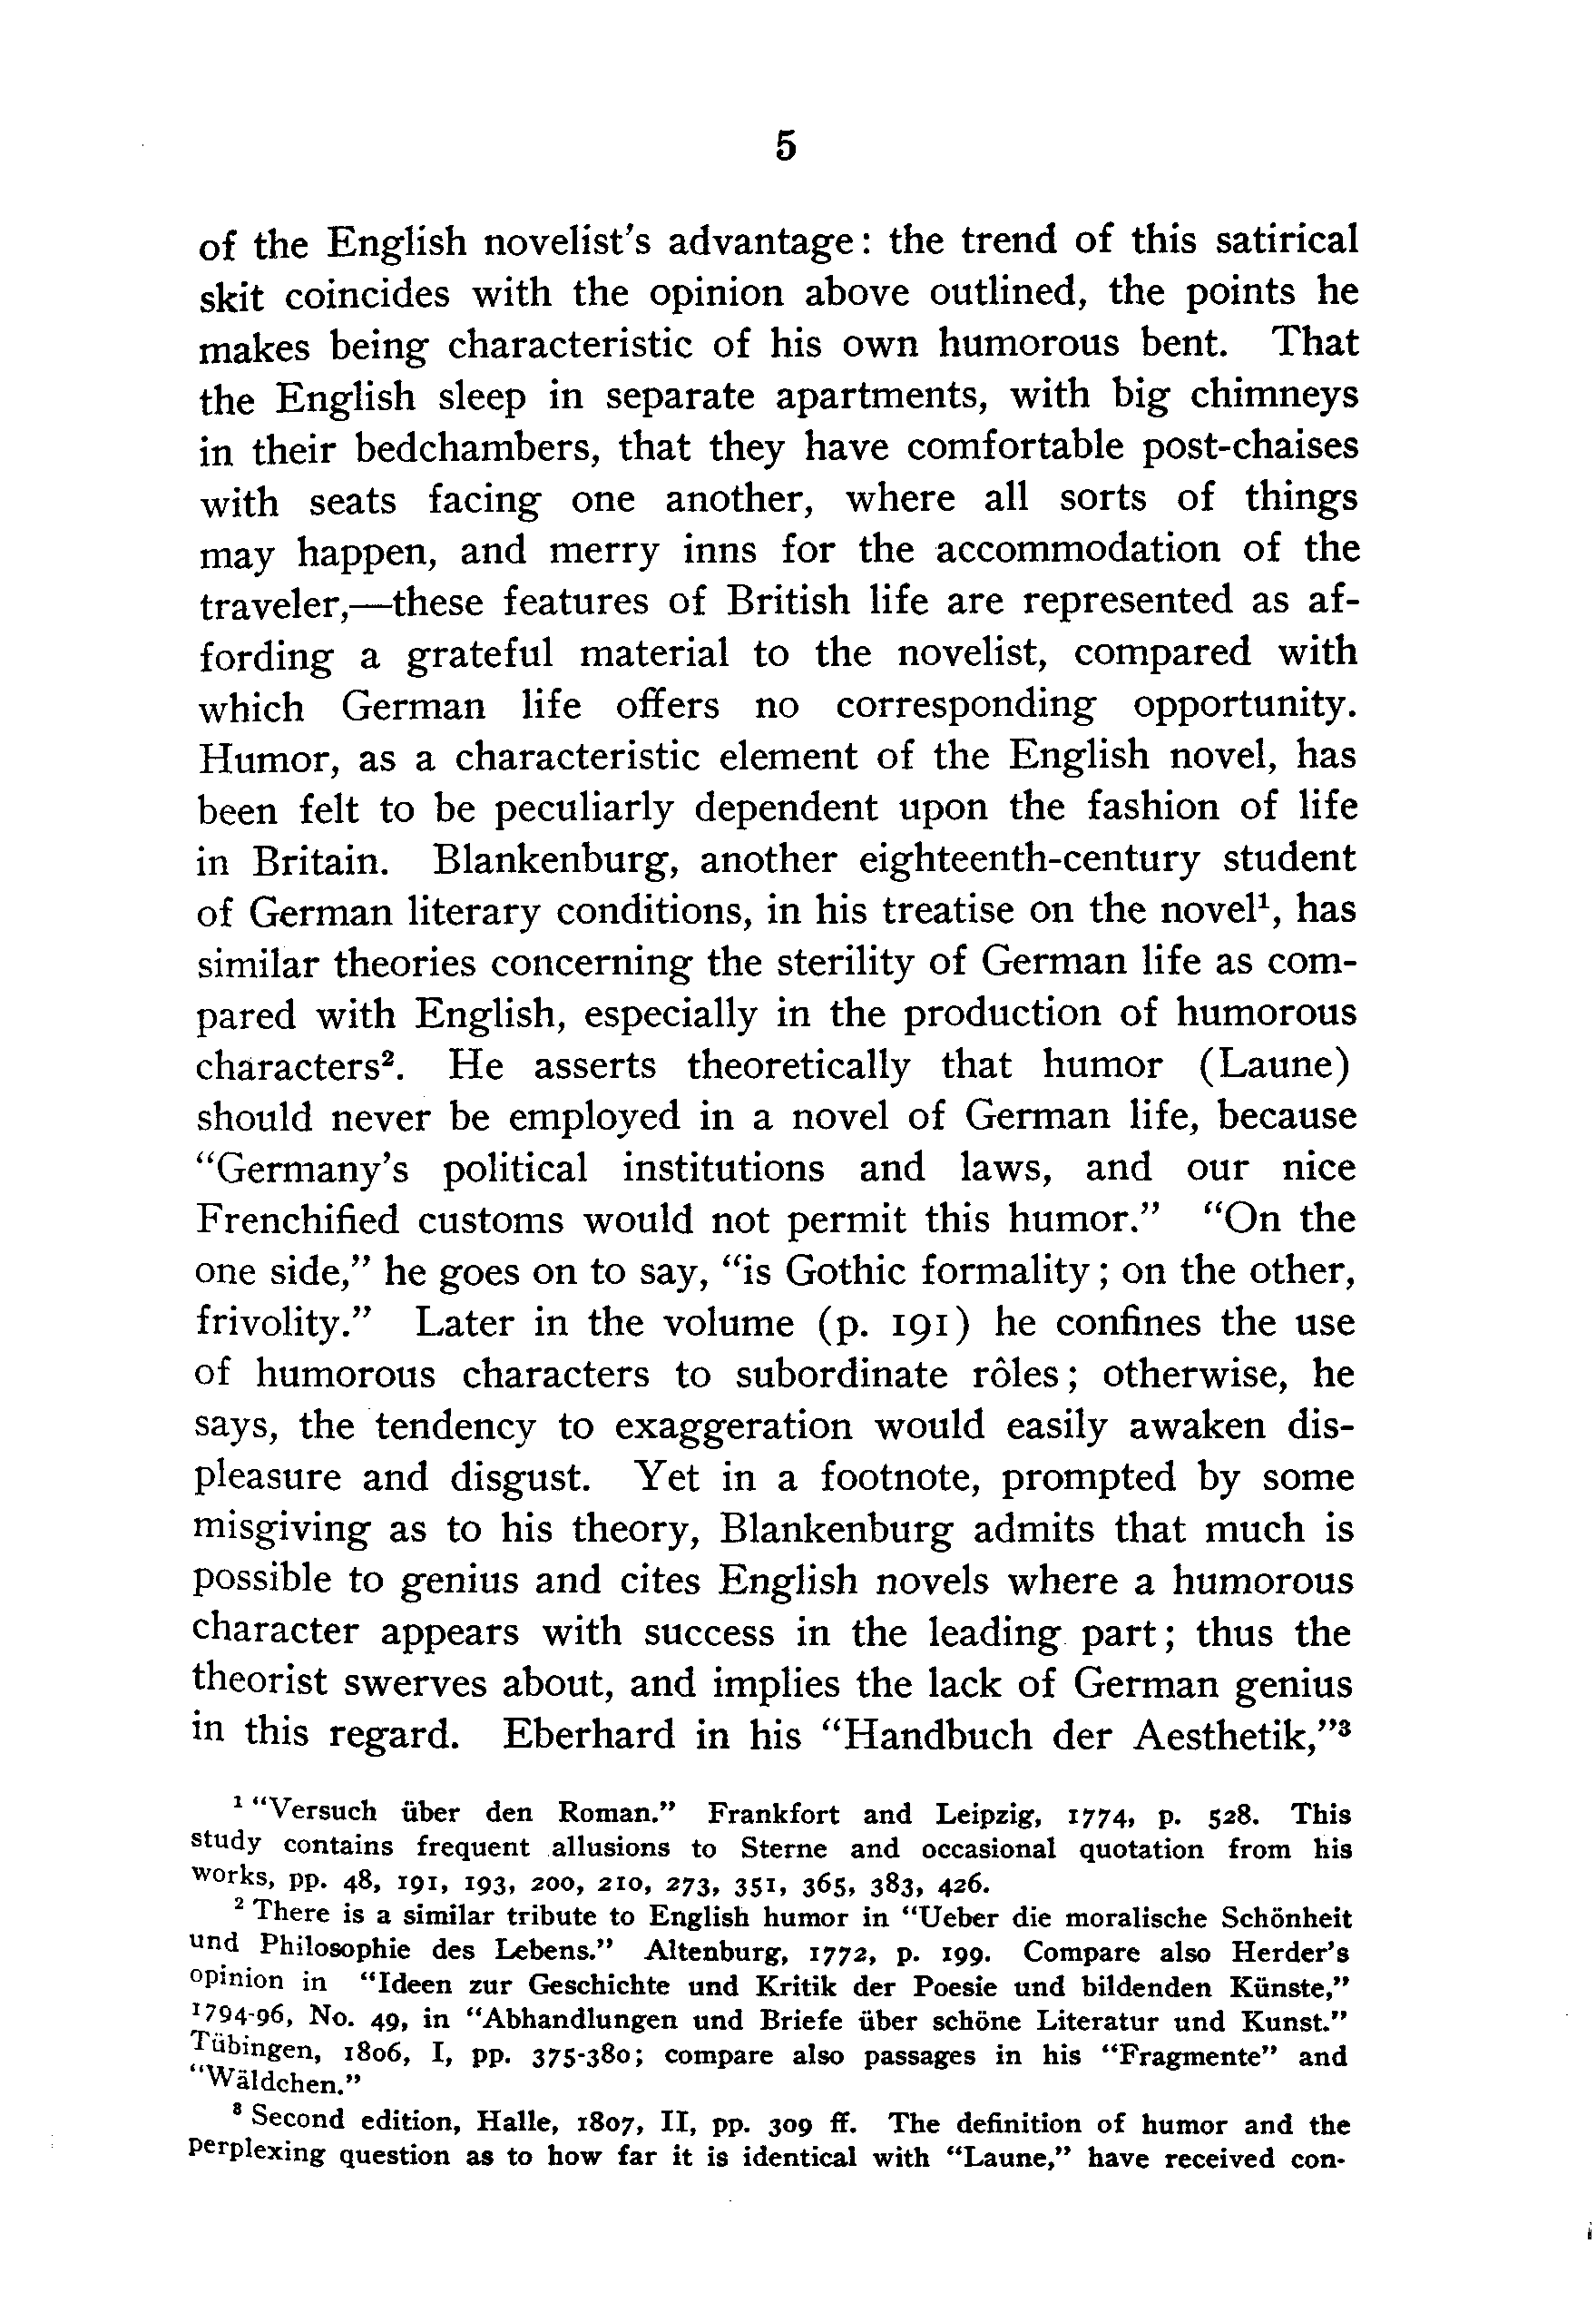 5
of the English novelist's advantage: the trend of this satirical
skit coincides with the opinion above outlined, the points he
makes being characteristic of his own humorous bent. That
the English sleep in separate apartments, with big chimneys
in their bedchambers, that they have comfortable post-chaises
with seats facing one another, where all sorts of things
may happen, and merry inns for the accommodation of the
traveler,—these features of British life are represented as af-
fording a grateful material to the novelist, compared with
which German life offers no corresponding opportunity.
Humor, as a characteristic element of the English novel, has
been felt to be peculiarly dependent upon the fashion of life
in Britain. Blankenburg, another eighteenth-century student
of German literary conditions, in his treatise on the novel¹, has
similar theories concerning the sterility of German life as com-
pared with English, especially in the production of humorous
characters². He asserts theoretically that humor (Laune)
should never be employed in a novel of German life, because
“Germany's political institutions and laws, and our nice
Frenchified customs would not permit this humor.” “On the
one side,” he goes on to say, “is Gothic formality; on the other,
frivolity.” Later in the volume (p. 191) he confines the use
of humorous characters to subordinate rôles; otherwise, he
says, the tendency to exaggeration would easily awaken dis-
pleasure and disgust. Yet in a footnote, prompted by some
misgiving as to his theory, Blankenburg admits that much is
possible to genius and cites English novels where a humorous
character appears with success in the leading part; thus the
theorist swerves about, and implies the lack of German genius
in this regard. Eberhard in his “Handbuch der Aesthetik,”³
¹ “Versuch über den Roman.” Frankfort and Leipzig, 1774, p. 528. This
study contains frequent allusions to Sterne and occasional quotation from his
works, pp. 48, 191, 193, 200, 210, 273, 351, 365, 383, 426.
² There is a similar tribute to English humor in “Ueber die moralische Schönheit
und Philosophie des Lebens.” Altenburg, 1772, p. 199. Compare also Herder's
opinion in “Ideen zur Geschichte und Kritik der Poesie und bildenden Künste,”
1794-96, No. 49, in “Abhandlungen und Briefe über schöne Literatur und Kunst.”
Tübingen, 1806, I, pp. 375-380; compare also passages in his “Fragmente” and
“Wäldchen.”
³ Second edition, Halle, 1807, II, pp. 309 ff. The definition of humor and the
perplexing question as to how far it is identical with “Laune,” have received con-